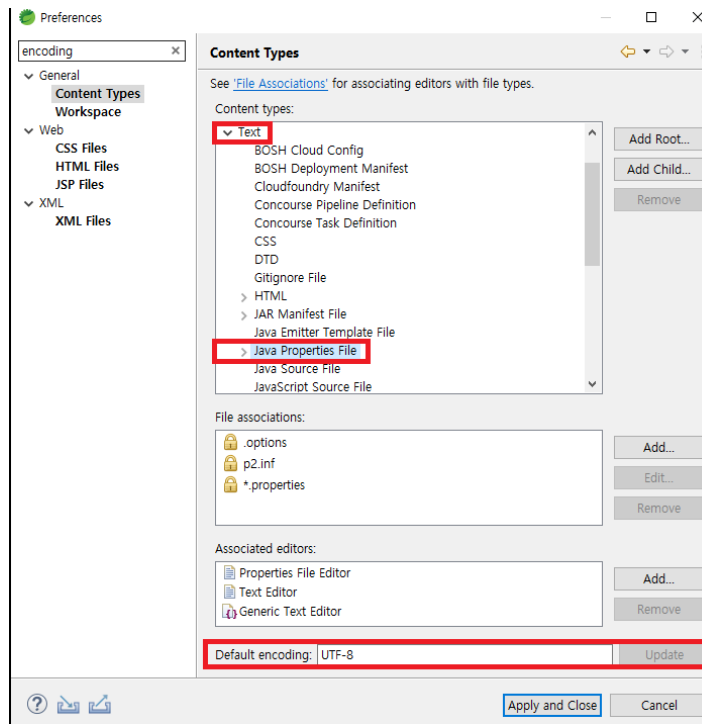 Preferences
encoding
General
Content Types
Workspace
Web
CSS Files
HTML Files
JSP Files
XML
XML Files
Content Types
See 'File Associations' for associating editors with file types.
Content types:
Text
BOSH Cloud Config
BOSH Deployment Manifest
Cloudfoundry Manifest
Concourse Pipeline Definition
Concourse Task Definition
CSS
DTD
Gitignore File
HTML
JAR Manifest File
Java Emitter Template File
Java Properties File
Java Source File
JavaScript Source File
Add Root...
Add Child...
Remove
File associations:
.options
p2.inf
*.properties
Add...
Edit...
Remove
Associated editors:
Properties File Editor
Text Editor
Generic Text Editor
Add...
Remove
Default encoding: UTF-8 Update
Apply and Close Cancel